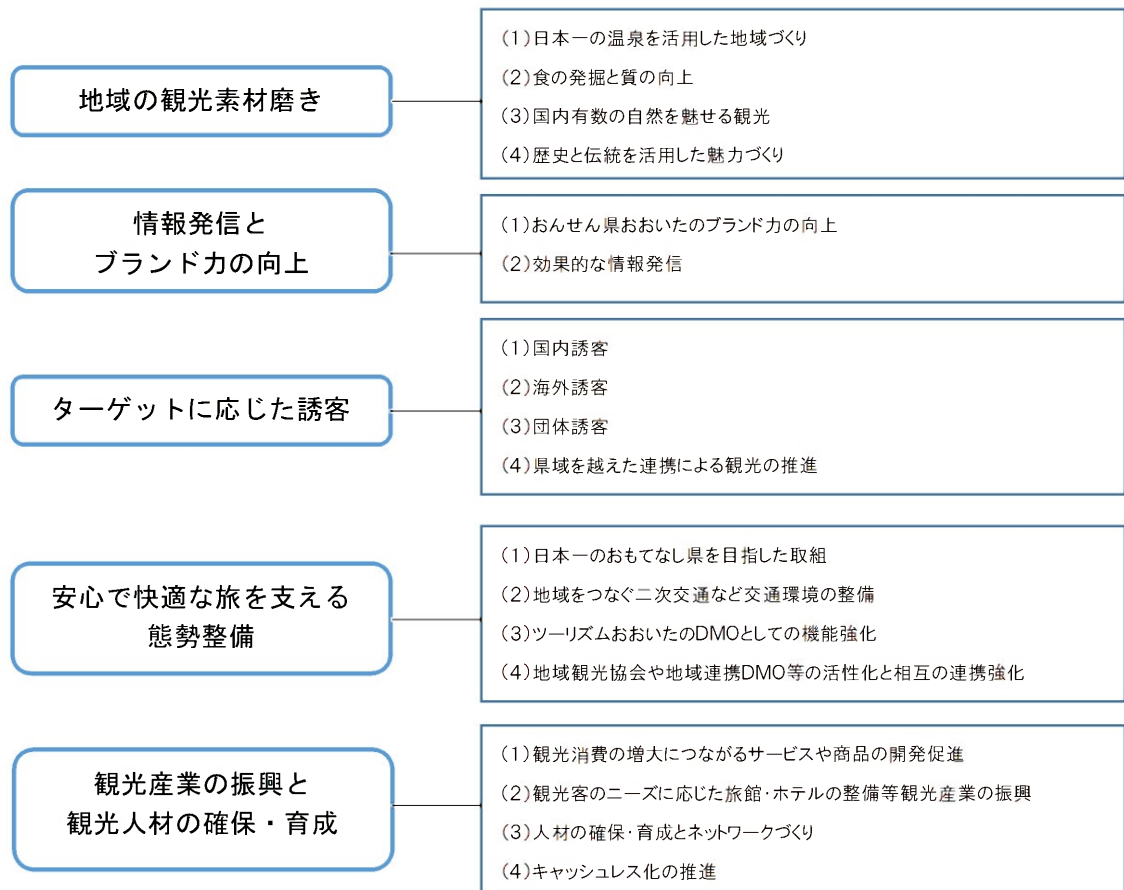 地域の観光素材磨き
(1)日本一の温泉を活用した地域づくり
(2)食の発掘と質の向上
(3)国内有数の自然を魅せる観光
(4)歴史と伝統を活用した魅力づくり
情報発信と
ブランド力の向上
(1)おんせん県おおいたのブランド力の向上
(2)効果的な情報発信
ターゲットに応じた誘客
(1)国内誘客
(2)海外誘客
(3)団体誘客
(4)県域を越えた連携による観光の推進
安心で快適な旅を支える
態勢整備
(1)日本一のおもてなし県を目指した取組
(2)地域をつなぐ二次交通など交通環境の整備
(3)ツーリズムおおいたのDMOとしての機能強化
(4)地域観光協会や地域連携DMO等の活性化と相互の連携強化
観光産業の振興と
観光人材の確保・育成
(1)観光消費の増大につながるサービスや商品の開発促進
(2)観光客のニーズに応じた旅館・ホテルの整備等観光産業の振興
(3)人材の確保・育成とネットワークづくり
(4)キャッシュレス化の推進